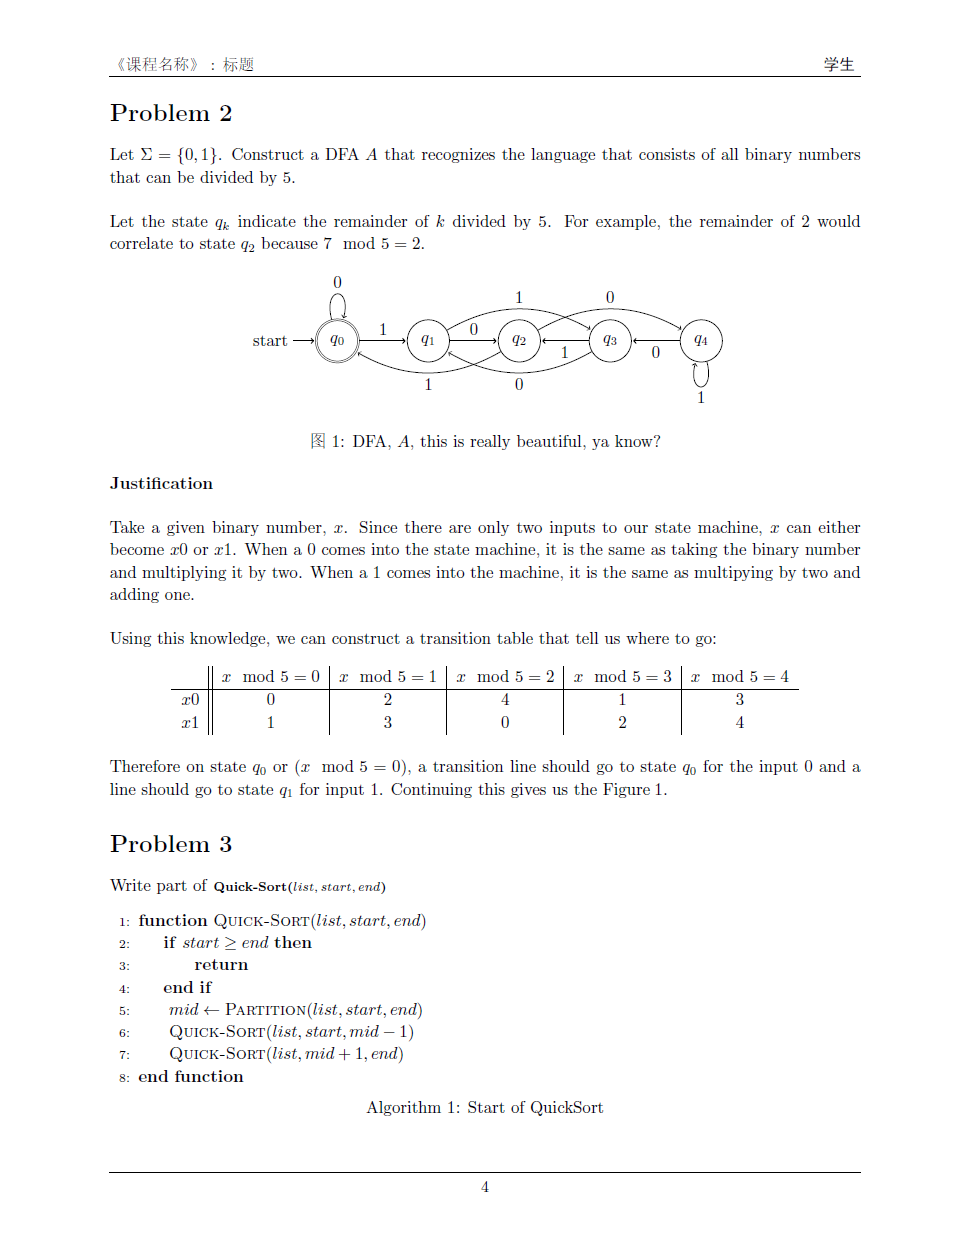 《课程名称》：标题 学生
Problem 2
Let Σ = {0, 1}. Construct a DFA A that recognizes the language that consists of all binary numbers
that can be divided by 5.
Let the state q_k indicate the remainder of k divided by 5. For example, the remainder of 2 would
correlate to state q_2 because 7 mod 5 = 2.
0
1 0
start q_0 1 q_1 0 q_2 1 q_3 0 q_4
1 0
1
图 1: DFA, A, this is really beautiful, ya know?
Justification
Take a given binary number, x. Since there are only two inputs to our state machine, x can either
become x0 or x1. When a 0 comes into the state machine, it is the same as taking the binary number
and multiplying it by two. When a 1 comes into the machine, it is the same as multipying by two and
adding one.
Using this knowledge, we can construct a transition table that tell us where to go:
x mod 5 = 0 x mod 5 = 1 x mod 5 = 2 x mod 5 = 3 x mod 5 = 4
x0 0 2 4 1 3
x1 1 3 0 2 4
Therefore on state q_0 or (x mod 5 = 0), a transition line should go to state q_0 for the input 0 and a
line should go to state q_1 for input 1. Continuing this gives us the Figure 1.
Problem 3
Write part of Quick-Sort(list, start, end)
1: function Quick-Sort(list, start, end)
2: if start ≥ end then
3: return
4: end if
5: mid ← Partition(list, start, end)
6: Quick-Sort(list, start, mid − 1)
7: Quick-Sort(list, mid + 1, end)
8: end function
Algorithm 1: Start of QuickSort
4